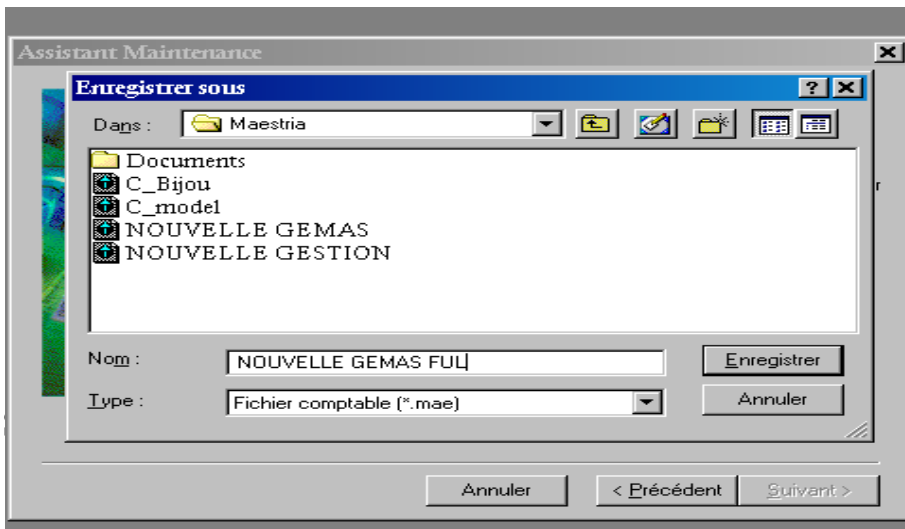 Assistant Maintenance
Enregistrer sous
Dans : Maestria
Documents
C_Bijou
C_model
NOUVELLE GEMAS
NOUVELLE GESTION
r
Nom : NOUVELLE GEMAS FUL
Enregistrer
Type : Fichier comptable (*.mae)
Annuler
Annuler < Précédent Suivant >